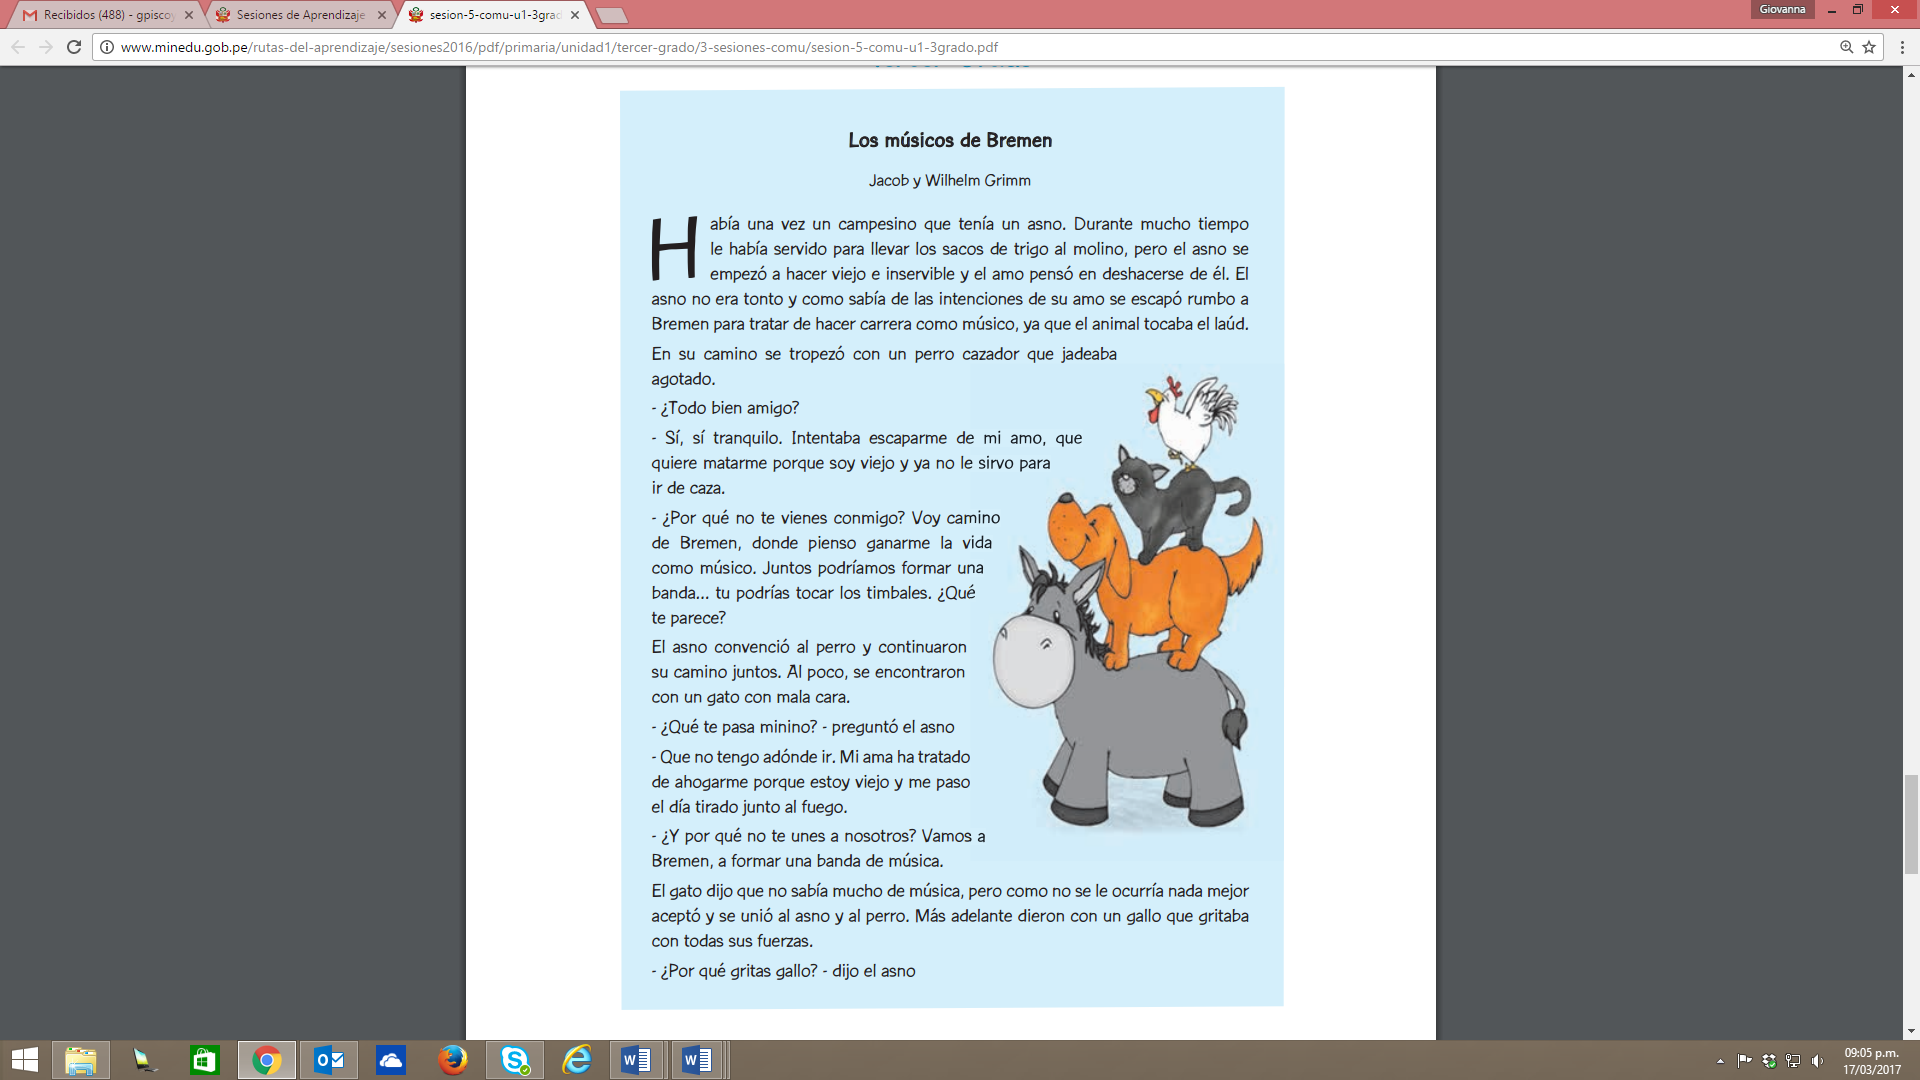 Recibidos (488) - gpiscoy
Sesiones de Aprendizaje
sesion-5-comu-u1-3grad
Giovanna
www.minedu.gob.pe/rutas-del-aprendizaje/sesiones2016/pdf/primaria/unidad1/tercer-grado/3-sesiones-comu/sesion-5-comu-u1-3grado.pdf
Los músicos de Bremen
Jacob y Wilhelm Grimm
Había una vez un campesino que tenía un asno. Durante mucho tiempo
le había servido para llevar los sacos de trigo al molino, pero el asno se
empezó a hacer viejo e inservible y el amo pensó en deshacerse de él. El
asno no era tonto y como sabía de las intenciones de su amo se escapó rumbo a
Bremen para tratar de hacer carrera como músico, ya que el animal tocaba el laúd.
En su camino se tropezó con un perro cazador que jadeaba
agotado.
- ¿Todo bien amigo?
- Sí, sí tranquilo. Intentaba escaparme de mi amo, que
quiere matarme porque soy viejo y ya no le sirvo para
ir de caza.
- ¿Por qué no te vienes conmigo? Voy camino
de Bremen, donde pienso ganarme la vida
como músico. Juntos podríamos formar una
banda... tu podrías tocar los timbales. ¿Qué
te parece?
El asno convenció al perro y continuaron
su camino juntos. Al poco, se encontraron
con un gato con mala cara.
- ¿Qué te pasa minino? - preguntó el asno
- Que no tengo adónde ir. Mi ama ha tratado
de ahogarme porque estoy viejo y me paso
el día tirado junto al fuego.
- ¿Y por qué no te unes a nosotros? Vamos a
Bremen, a formar una banda de música.
El gato dijo que no sabía mucho de música, pero como no se le ocurría nada mejor
aceptó y se unió al asno y al perro. Más adelante dieron con un gallo que gritaba
con todas sus fuerzas.
- ¿Por qué gritas gallo? - dijo el asno
09:05 p.m.
17/03/2017